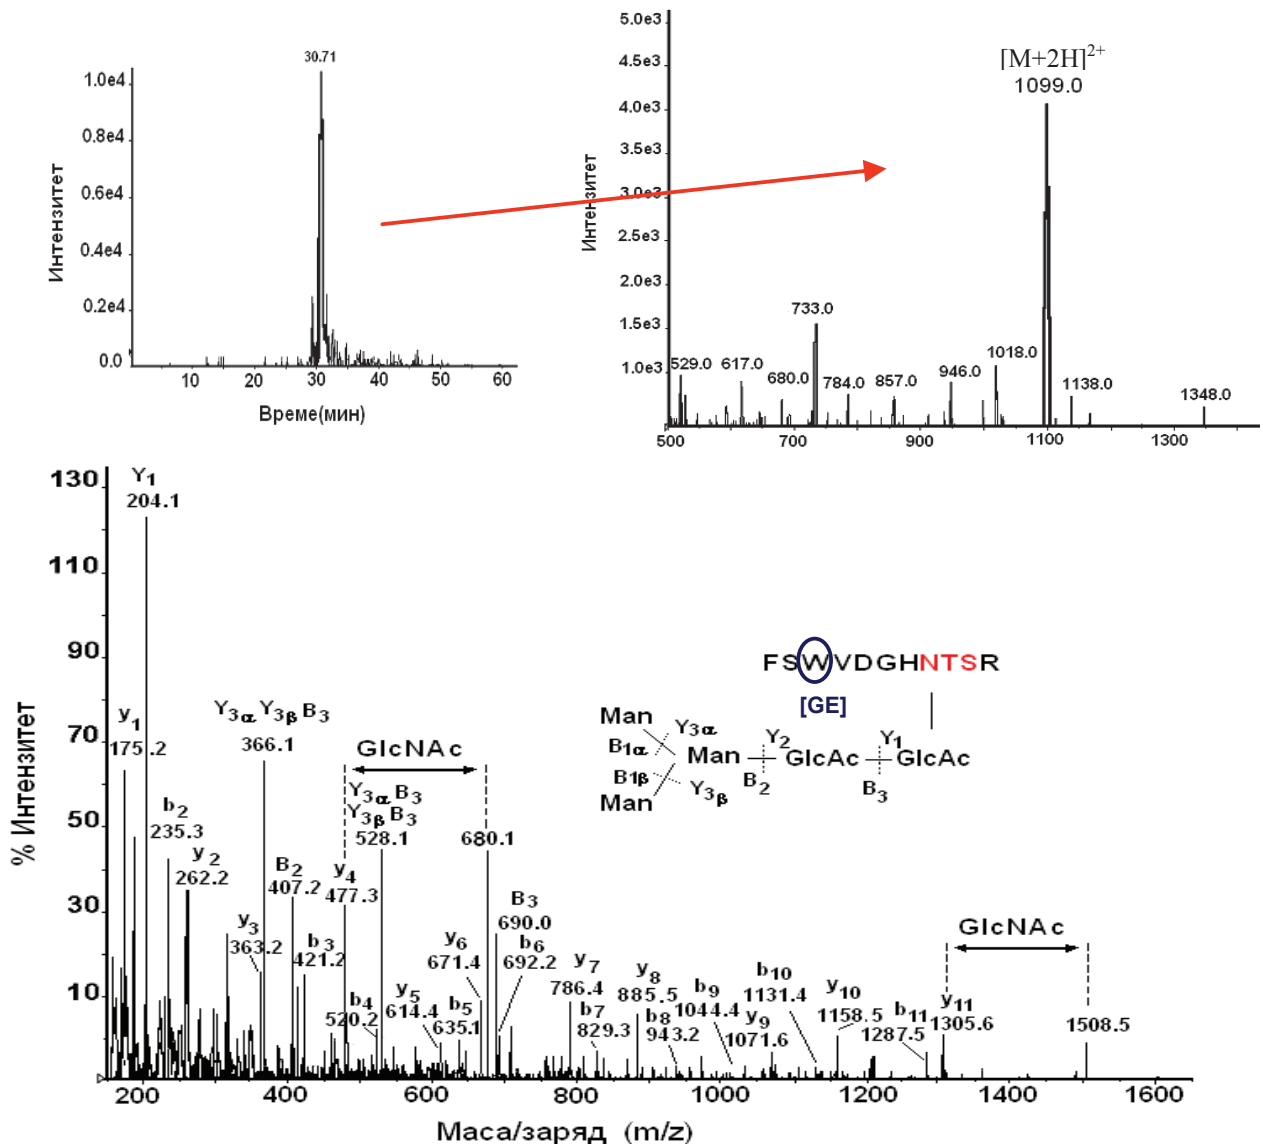 30.71
1.0e4
0.8e4
0.6e4
0.4e4
0.2e4
0.0
10 20 30 40 50 60
Интензитет
Време(мин)
5.0e3
4.5e3
4.0e3
3.5e3
3.0e3
2.5e3
2.0e3
1.5e3
1.0e3
Интензитет
[M+2H]2+
1099.0
733.0
529.0
617.0
680.0
784.0
857.0
946.0
1018.0
1138.0
1348.0
500 700 900 1100 1300
130
110
90
70
50
30
10
% Интензитет
Y1
204.1
y1
175.2
b2
235.3
y2
262.2
Y3α Y3β B3
366.1
GlcNAc
Y3α B3
Y3β B3
528.1
680.1
B2
407.2
y4
477.3
y3
363.2
b3
421.2
b4
520.2
y5
614.4
b5
635.1
y6
671.4
B3
690.0
b6
692.2
y7
786.4
b7
829.3
y8
885.5
b8
943.2
b9
1044.4
y9
1071.6
b10
1131.4
y10
1158.5
b11
1287.5
y11
1305.6
GlcNAc
1508.5
FSWVDGHNTSR
[GE]
Man
Y3α
B1α
Man
Y2
GlcAc
Y1
GlcAc
B1β
Y3β
B2
B3
Man
200 400 600 800 1000 1200 1400 1600
Маса/заряд (m/z)